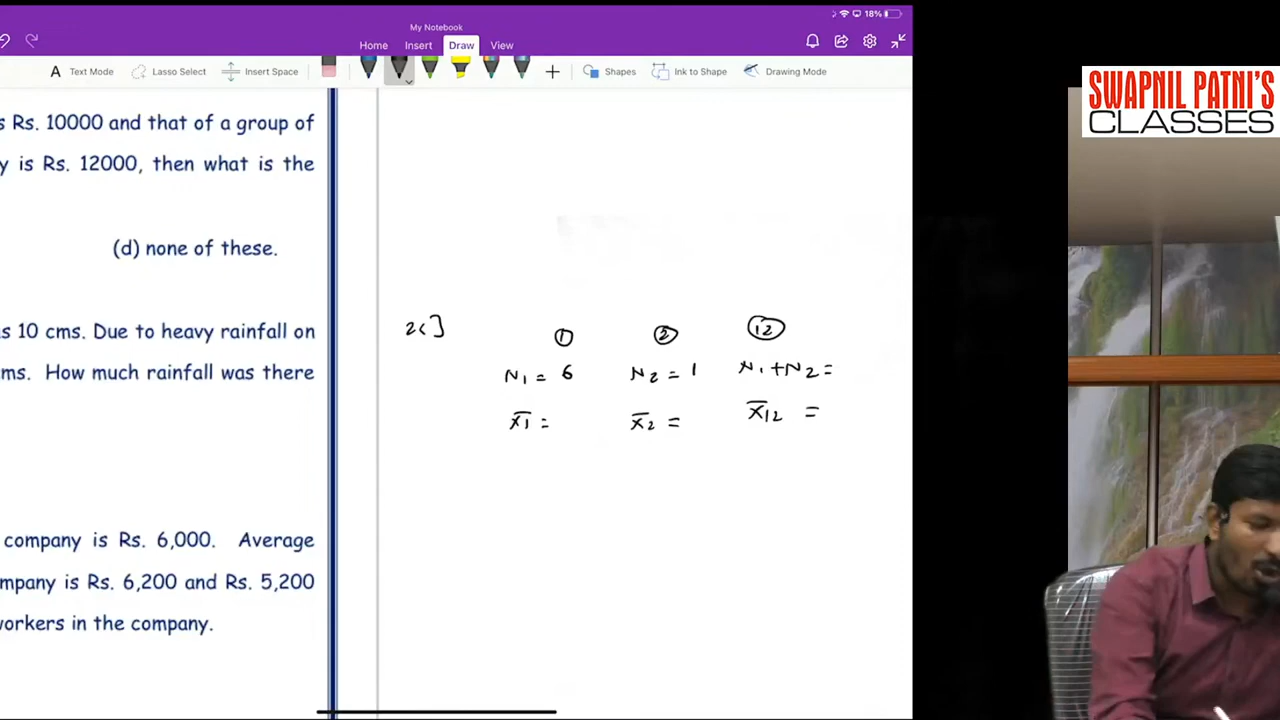 18%
My Notebook
Home Insert Draw View
Text Mode Lasso Select Insert Space Shapes Ink to Shape Drawing Mode
SWAPNIL PATNI'S
CLASSES
s Rs. 10000 and that of a group of
y is Rs. 12000, then what is the
(d) none of these.
s 10 cms. Due to heavy rainfall on
ms. How much rainfall was there
company is Rs. 6,000. Average
mpany is Rs. 6,200 and Rs. 5,200
workers in the company.
① ② ⑫
N1 = 6 N2 = 1 N1+N2 =
x̄1 = x̄2 = x̄12 =